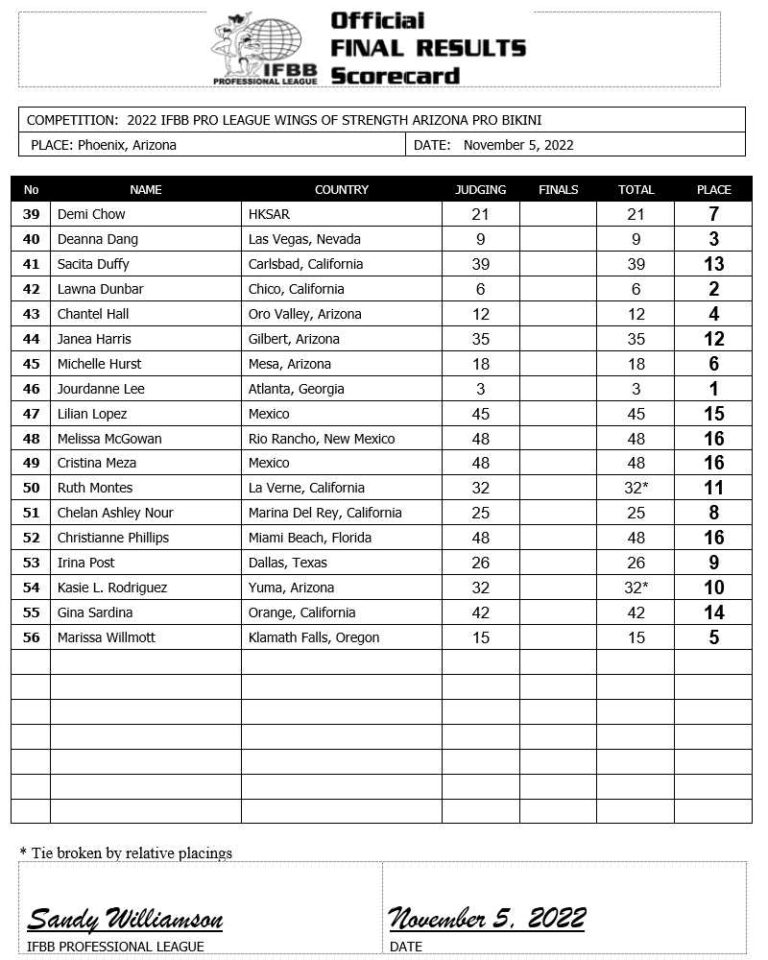 Official
FINAL RESULTS
Scorecard
IFBB
PROFESSIONAL LEAGUE
COMPETITION: 2022 IFBB PRO LEAGUE WINGS OF STRENGTH ARIZONA PRO BIKINI
PLACE: Phoenix, Arizona DATE: November 5, 2022
No NAME COUNTRY JUDGING FINALS TOTAL PLACE
39 Demi Chow HKSAR 21 21 7
40 Deanna Dang Las Vegas, Nevada 9 9 3
41 Sacita Duffy Carlsbad, California 39 39 13
42 Lawna Dunbar Chico, California 6 6 2
43 Chantel Hall Oro Valley, Arizona 12 12 4
44 Janea Harris Gilbert, Arizona 35 35 12
45 Michelle Hurst Mesa, Arizona 18 18 6
46 Jourdanne Lee Atlanta, Georgia 3 3 1
47 Lilian Lopez Mexico 45 45 15
48 Melissa McGowan Rio Rancho, New Mexico 48 48 16
49 Cristina Meza Mexico 48 48 16
50 Ruth Montes La Verne, California 32 32* 11
51 Chelan Ashley Nour Marina Del Rey, California 25 25 8
52 Christianne Phillips Miami Beach, Florida 48 48 16
53 Irina Post Dallas, Texas 26 26 9
54 Kasie L. Rodriguez Yuma, Arizona 32 32* 10
55 Gina Sardina Orange, California 42 42 14
56 Marissa Willmott Klamath Falls, Oregon 15 15 5
* Tie broken by relative placings
Sandy Williamson November 5, 2022
IFBB PROFESSIONAL LEAGUE DATE